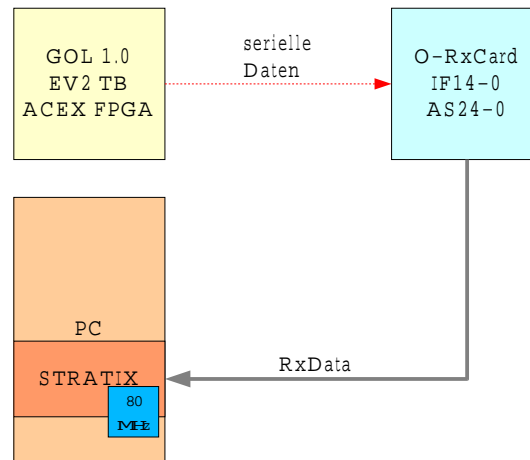 GOL 1.0
EV2 TB
ACEX FPGA
serielle
Daten
O-RxCard
IF14-0
AS24-0
PC
STRATIX
80
MHz
RxData